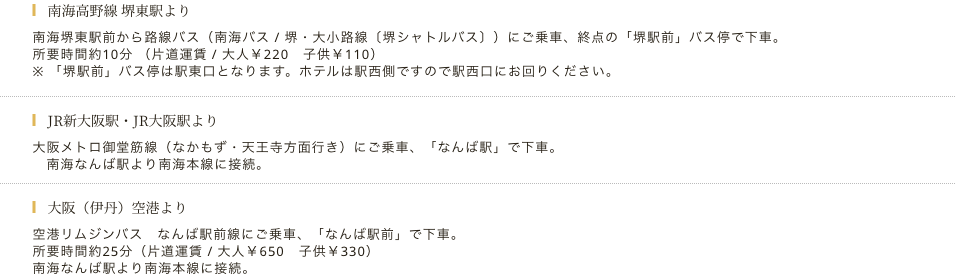 南海高野線 堺東駅より
南海堺東駅前から路線バス（南海バス / 堺・大小路線〔堺シャトルバス〕）にご乗車、終点の「堺駅前」バス停で下車。
所要時間約10分 （片道運賃 / 大人￥220　子供￥110）
※ 「堺駅前」バス停は駅東口となります。ホテルは駅西側ですので駅西口にお回りください。
JR新大阪駅・JR大阪駅より
大阪メトロ御堂筋線（なかもず・天王寺方面行き）にご乗車、「なんば駅」で下車。
南海なんば駅より南海本線に接続。
大阪（伊丹）空港より
空港リムジンバス　なんば駅前線にご乗車、「なんば駅前」で下車。
所要時間約25分（片道運賃 / 大人￥650　子供￥330）
南海なんば駅より南海本線に接続。